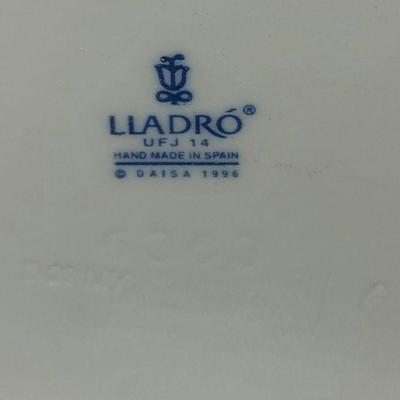 LLADRÓ®
UFJ 14
HAND MADE IN SPAIN
© DAISA 1996